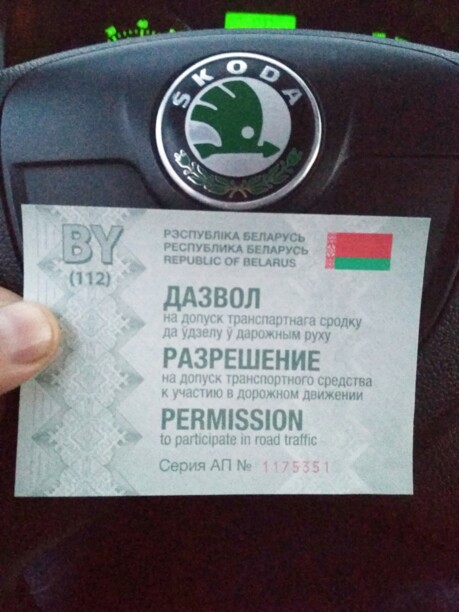 SKODA
BY
(112)
РЭСПУБЛІКА БЕЛАРУСЬ
РЕСПУБЛИКА БЕЛАРУСЬ
REPUBLIC OF BELARUS
ДАЗВОЛ
на допуск транспартнага сродку
да ўдзелу ў дарожным руху
РАЗРЕШЕНИЕ
на допуск транспортного средства
к участию в дорожном движении
PERMISSION
to participate in road traffic
Серия АП № 1175351